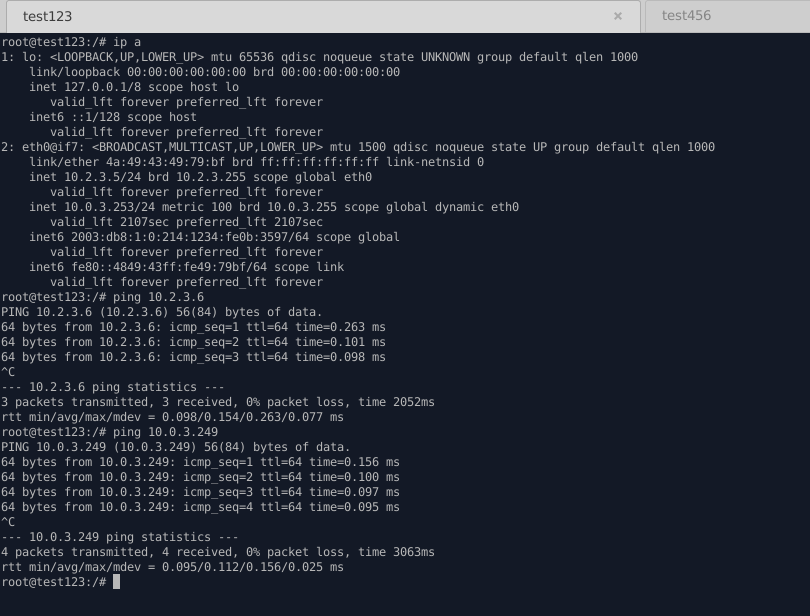 test123 × test456
root@test123:/# ip a
1: lo: <LOOPBACK,UP,LOWER_UP> mtu 65536 qdisc noqueue state UNKNOWN group default qlen 1000
    link/loopback 00:00:00:00:00:00 brd 00:00:00:00:00:00
    inet 127.0.0.1/8 scope host lo
       valid_lft forever preferred_lft forever
    inet6 ::1/128 scope host
       valid_lft forever preferred_lft forever
2: eth0@if7: <BROADCAST,MULTICAST,UP,LOWER_UP> mtu 1500 qdisc noqueue state UP group default qlen 1000
    link/ether 4a:49:43:49:79:bf brd ff:ff:ff:ff:ff:ff link-netnsid 0
    inet 10.2.3.5/24 brd 10.2.3.255 scope global eth0
       valid_lft forever preferred_lft forever
    inet 10.0.3.253/24 metric 100 brd 10.0.3.255 scope global dynamic eth0
       valid_lft 2107sec preferred_lft 2107sec
    inet6 2003:db8:1:0:214:1234:fe0b:3597/64 scope global
       valid_lft forever preferred_lft forever
    inet6 fe80::4849:43ff:fe49:79bf/64 scope link
       valid_lft forever preferred_lft forever
root@test123:/# ping 10.2.3.6
PING 10.2.3.6 (10.2.3.6) 56(84) bytes of data.
64 bytes from 10.2.3.6: icmp_seq=1 ttl=64 time=0.263 ms
64 bytes from 10.2.3.6: icmp_seq=2 ttl=64 time=0.101 ms
64 bytes from 10.2.3.6: icmp_seq=3 ttl=64 time=0.098 ms
^C
--- 10.2.3.6 ping statistics ---
3 packets transmitted, 3 received, 0% packet loss, time 2052ms
rtt min/avg/max/mdev = 0.098/0.154/0.263/0.077 ms
root@test123:/# ping 10.0.3.249
PING 10.0.3.249 (10.0.3.249) 56(84) bytes of data.
64 bytes from 10.0.3.249: icmp_seq=1 ttl=64 time=0.156 ms
64 bytes from 10.0.3.249: icmp_seq=2 ttl=64 time=0.100 ms
64 bytes from 10.0.3.249: icmp_seq=3 ttl=64 time=0.097 ms
64 bytes from 10.0.3.249: icmp_seq=4 ttl=64 time=0.095 ms
^C
--- 10.0.3.249 ping statistics ---
4 packets transmitted, 4 received, 0% packet loss, time 3063ms
rtt min/avg/max/mdev = 0.095/0.112/0.156/0.025 ms
root@test123:/#